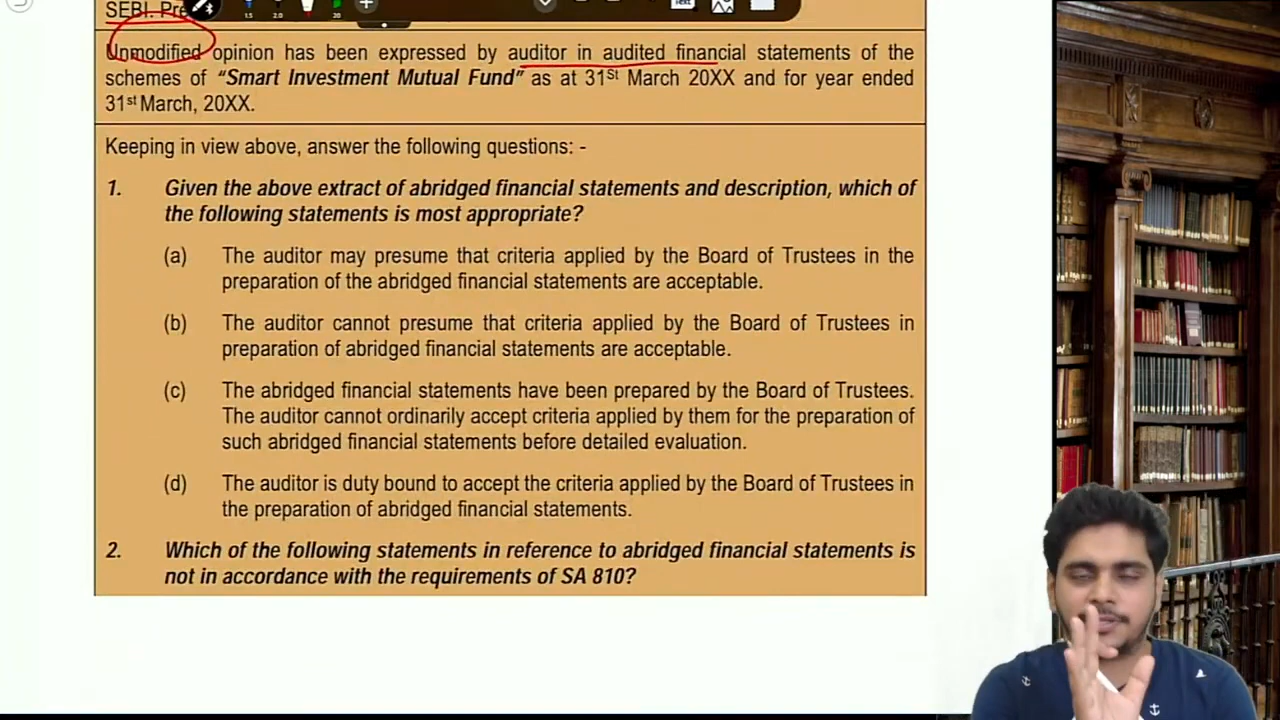 SEBI. Pre
Unmodified opinion has been expressed by auditor in audited financial statements of the
schemes of “Smart Investment Mutual Fund” as at 31St March 20XX and for year ended
31st March, 20XX.
Keeping in view above, answer the following questions: -
1. Given the above extract of abridged financial statements and description, which of
the following statements is most appropriate?
(a) The auditor may presume that criteria applied by the Board of Trustees in the
preparation of the abridged financial statements are acceptable.
(b) The auditor cannot presume that criteria applied by the Board of Trustees in
preparation of abridged financial statements are acceptable.
(c) The abridged financial statements have been prepared by the Board of Trustees.
The auditor cannot ordinarily accept criteria applied by them for the preparation of
such abridged financial statements before detailed evaluation.
(d) The auditor is duty bound to accept the criteria applied by the Board of Trustees in
the preparation of abridged financial statements.
2. Which of the following statements in reference to abridged financial statements is
not in accordance with the requirements of SA 810?